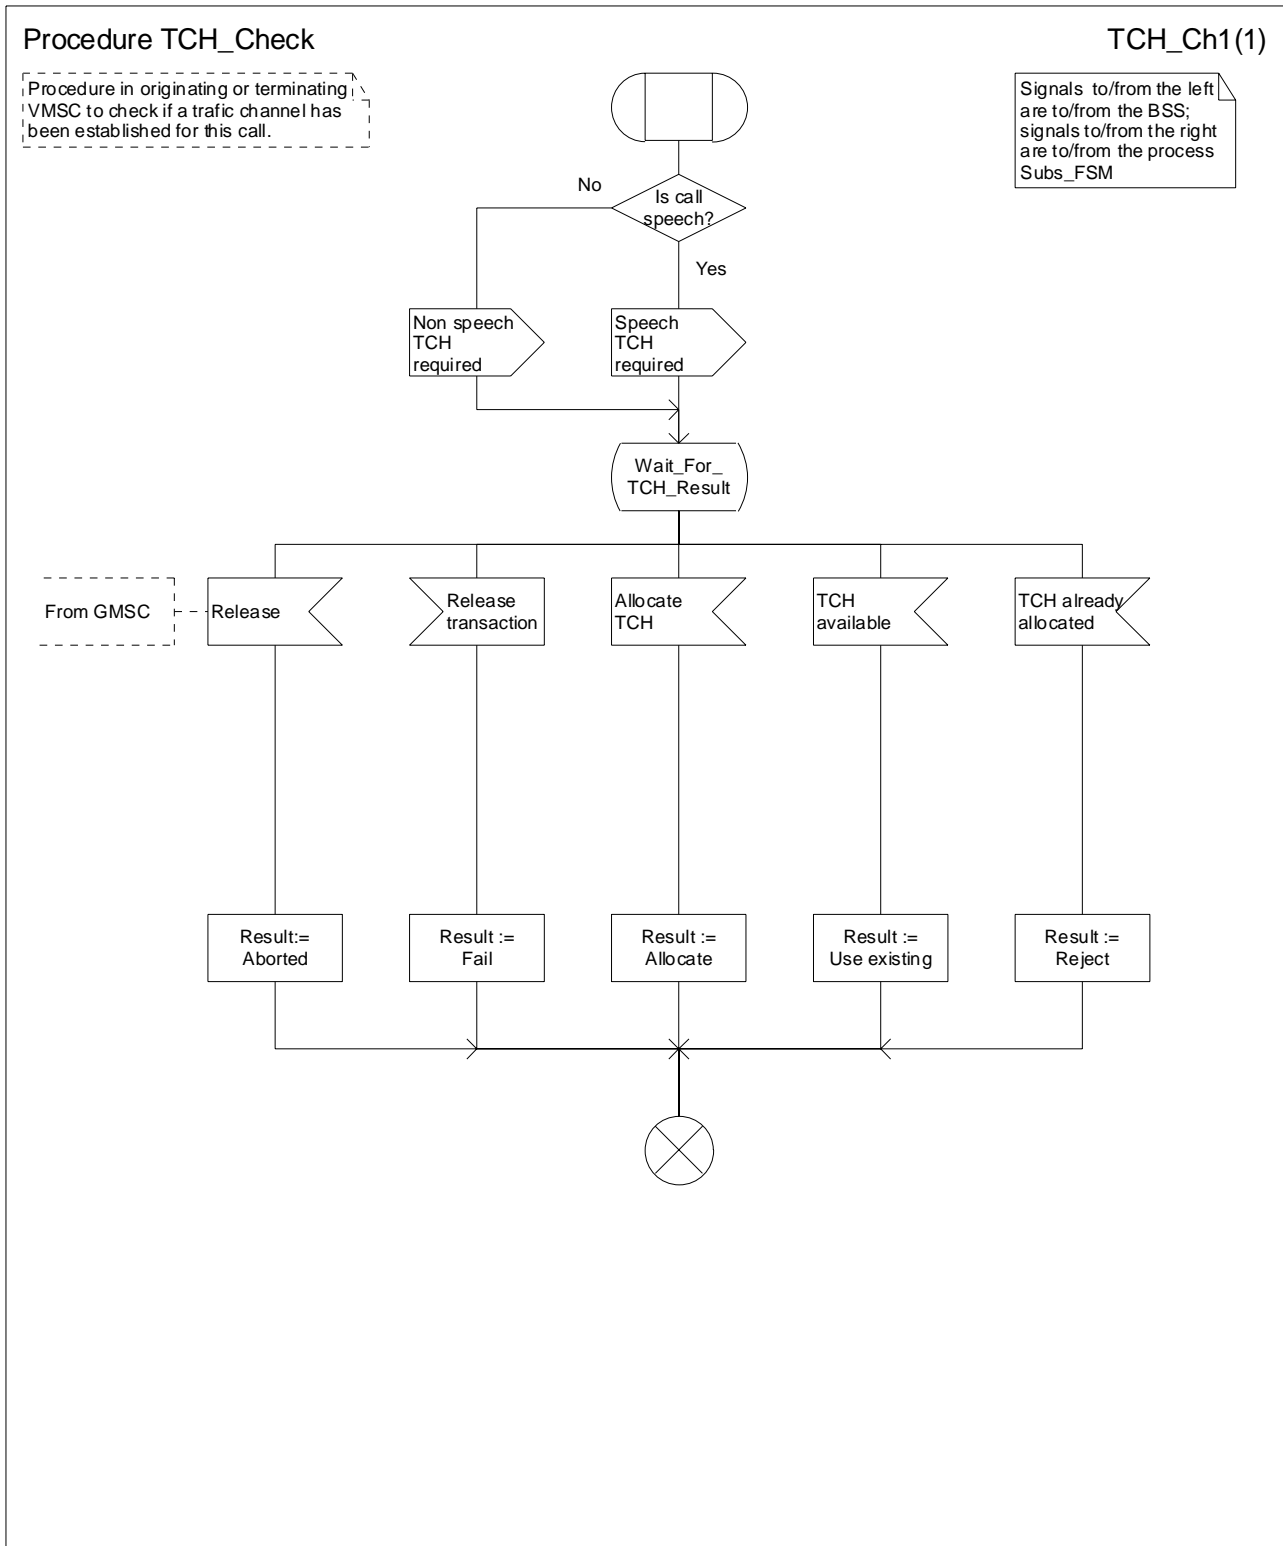 Procedure TCH_Check
TCH_Ch1(1)
Procedure in originating or terminating
VMSC to check if a trafic channel has
been established for this call.
Signals to/from the left
are to/from the BSS;
signals to/from the right
are to/from the process
Subs_FSM
No
Is call
speech?
Yes
Non speech
TCH
required
Speech
TCH
required
Wait_For_
TCH_Result
From GMSC
Release
Release
transaction
Allocate
TCH
TCH
available
TCH already
allocated
Result:=
Aborted
Result :=
Fail
Result :=
Allocate
Result :=
Use existing
Result :=
Reject